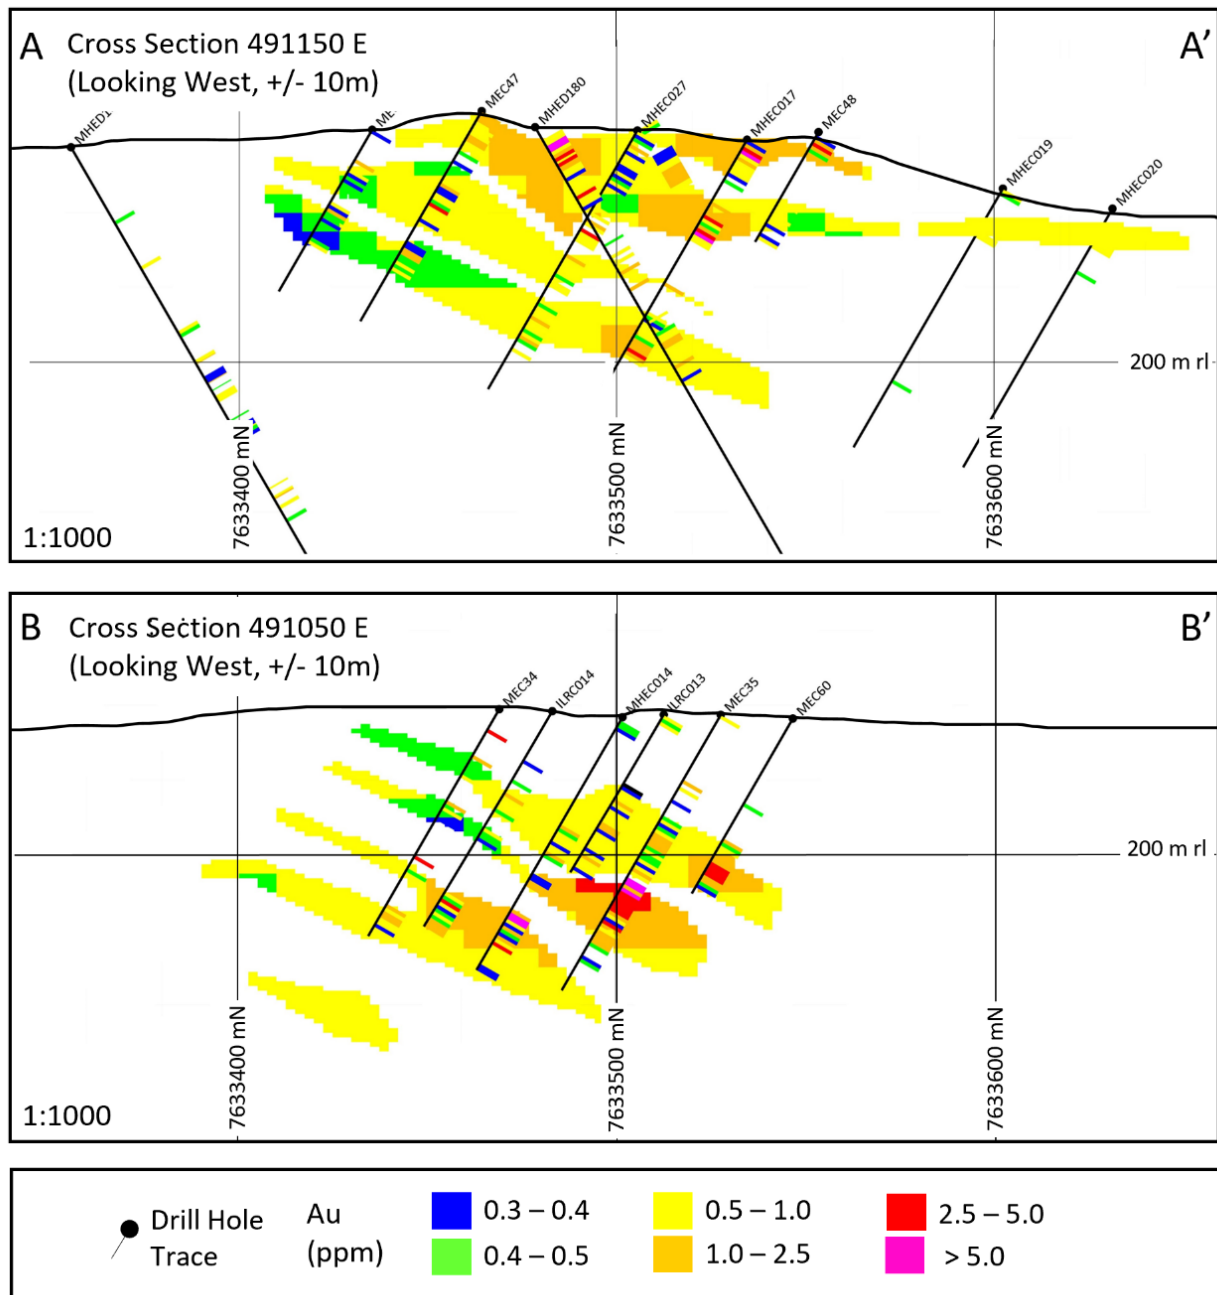 A
Cross Section 491150 E
(Looking West, +/- 10m)
A’
MEC47
MHED180
MHEC027
MHEC017
MEC48
MHEC019
MHEC020
200 m rl
7633400 mN
7633500 mN
7633600 mN
1:1000
B
Cross Section 491050 E
(Looking West, +/- 10m)
B’
MEC34
ILRC014
MHEC014
ILRC013
MEC35
MEC60
200 m rl
7633400 mN
7633500 mN
7633600 mN
1:1000
Drill Hole
Trace
Au
(ppm)
0.3 – 0.4
0.4 – 0.5
0.5 – 1.0
1.0 – 2.5
2.5 – 5.0
> 5.0